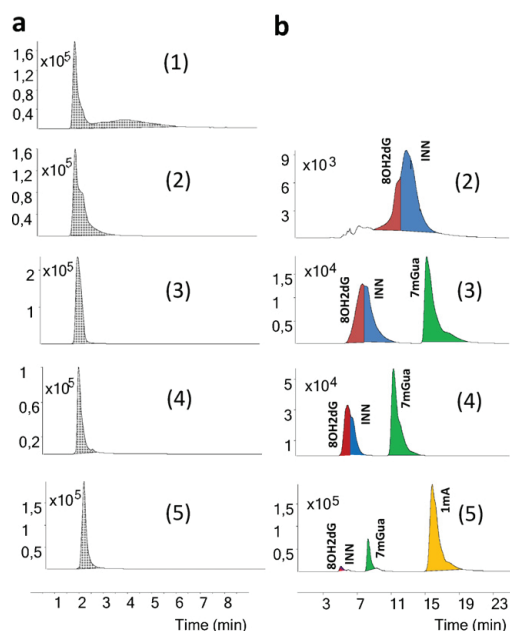 a
1,6
1,2
0,8
0,4
x10⁵
(1)
1,6
1,2
0,8
0,4
x10⁵
(2)
2
1
x10⁵
(3)
1
0,6
0,2
x10⁵
(4)
1,5
1
0,5
x10⁵
(5)
1 2 3 4 5 6 7 8
Time (min)
b
9
6
3
x10³
8OH2dG
INN
(2)
1,5
1
0,5
x10⁴
8OH2dG
INN
7mGua
(3)
5
3
1
x10⁴
8OH2dG
INN
7mGua
(4)
1,5
1
0,5
x10⁵
8OH2dG
INN
7mGua
1mA
(5)
3 7 11 15 19 23
Time (min)